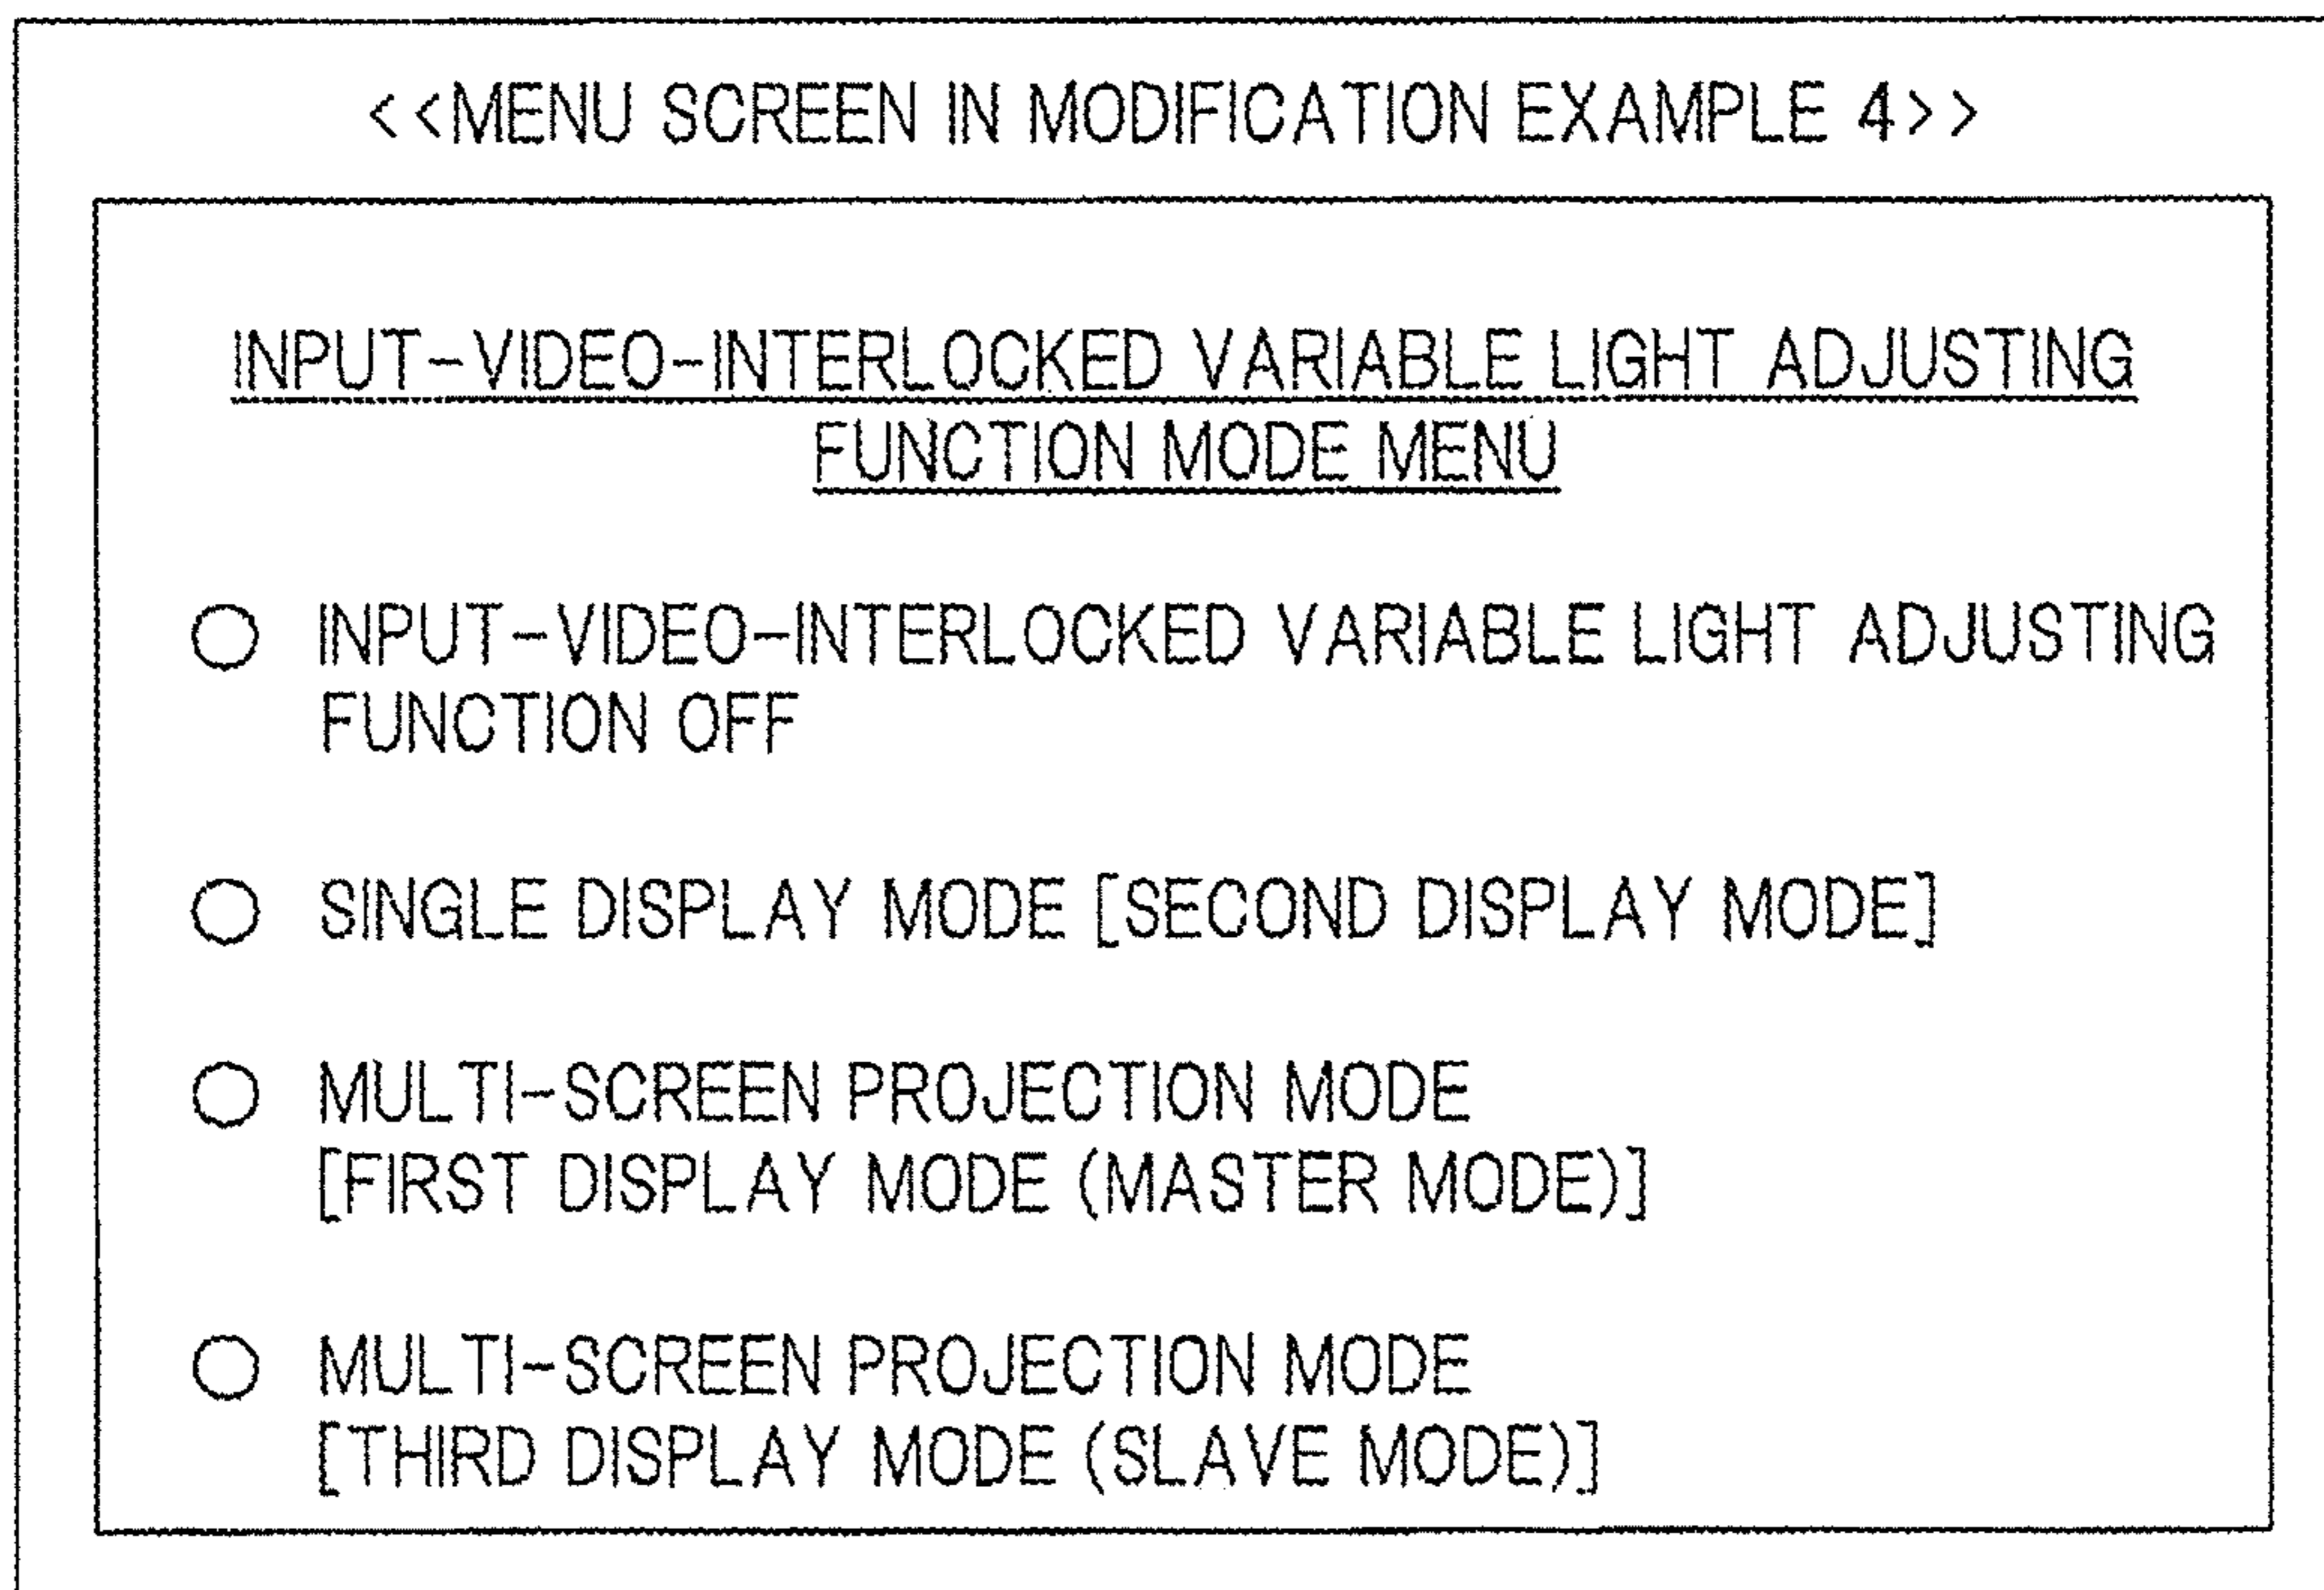 <<MENU SCREEN IN MODIFICATION EXAMPLE 4>>
INPUT-VIDEO-INTERLOCKED VARIABLE LIGHT ADJUSTING
FUNCTION MODE MENU
INPUT-VIDEO-INTERLOCKED VARIABLE LIGHT ADJUSTING
FUNCTION OFF
SINGLE DISPLAY MODE [SECOND DISPLAY MODE]
MULTI-SCREEN PROJECTION MODE
[FIRST DISPLAY MODE (MASTER MODE)]
MULTI-SCREEN PROJECTION MODE
[THIRD DISPLAY MODE (SLAVE MODE)]